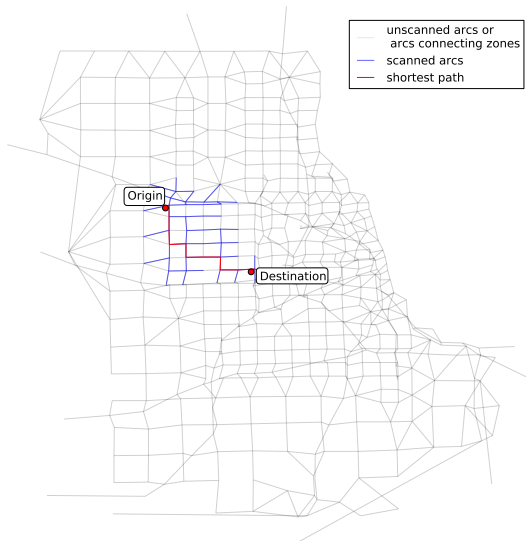 unscanned arcs or
arcs connecting zones
scanned arcs
shortest path
Origin
Destination